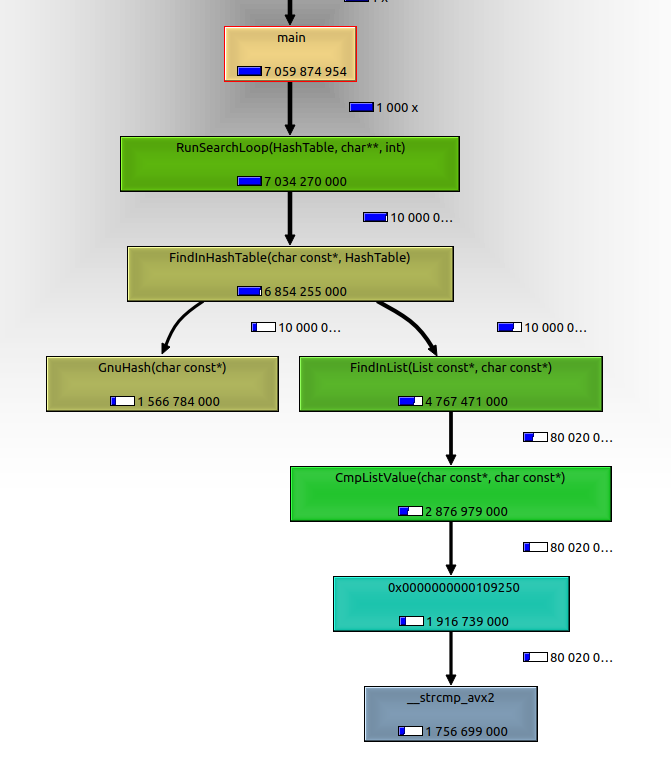 main
7 059 874 954
1 000 x
RunSearchLoop(HashTable, char**, int)
7 034 270 000
10 000 0...
FindInHashTable(char const*, HashTable)
6 854 255 000
10 000 0...
10 000 0...
GnuHash(char const*)
1 566 784 000
FindInList(List const*, char const*)
4 767 471 000
80 020 0...
CmpListValue(char const*, char const*)
2 876 979 000
80 020 0...
0x0000000000109250
1 916 739 000
80 020 0...
__strcmp_avx2
1 756 699 000